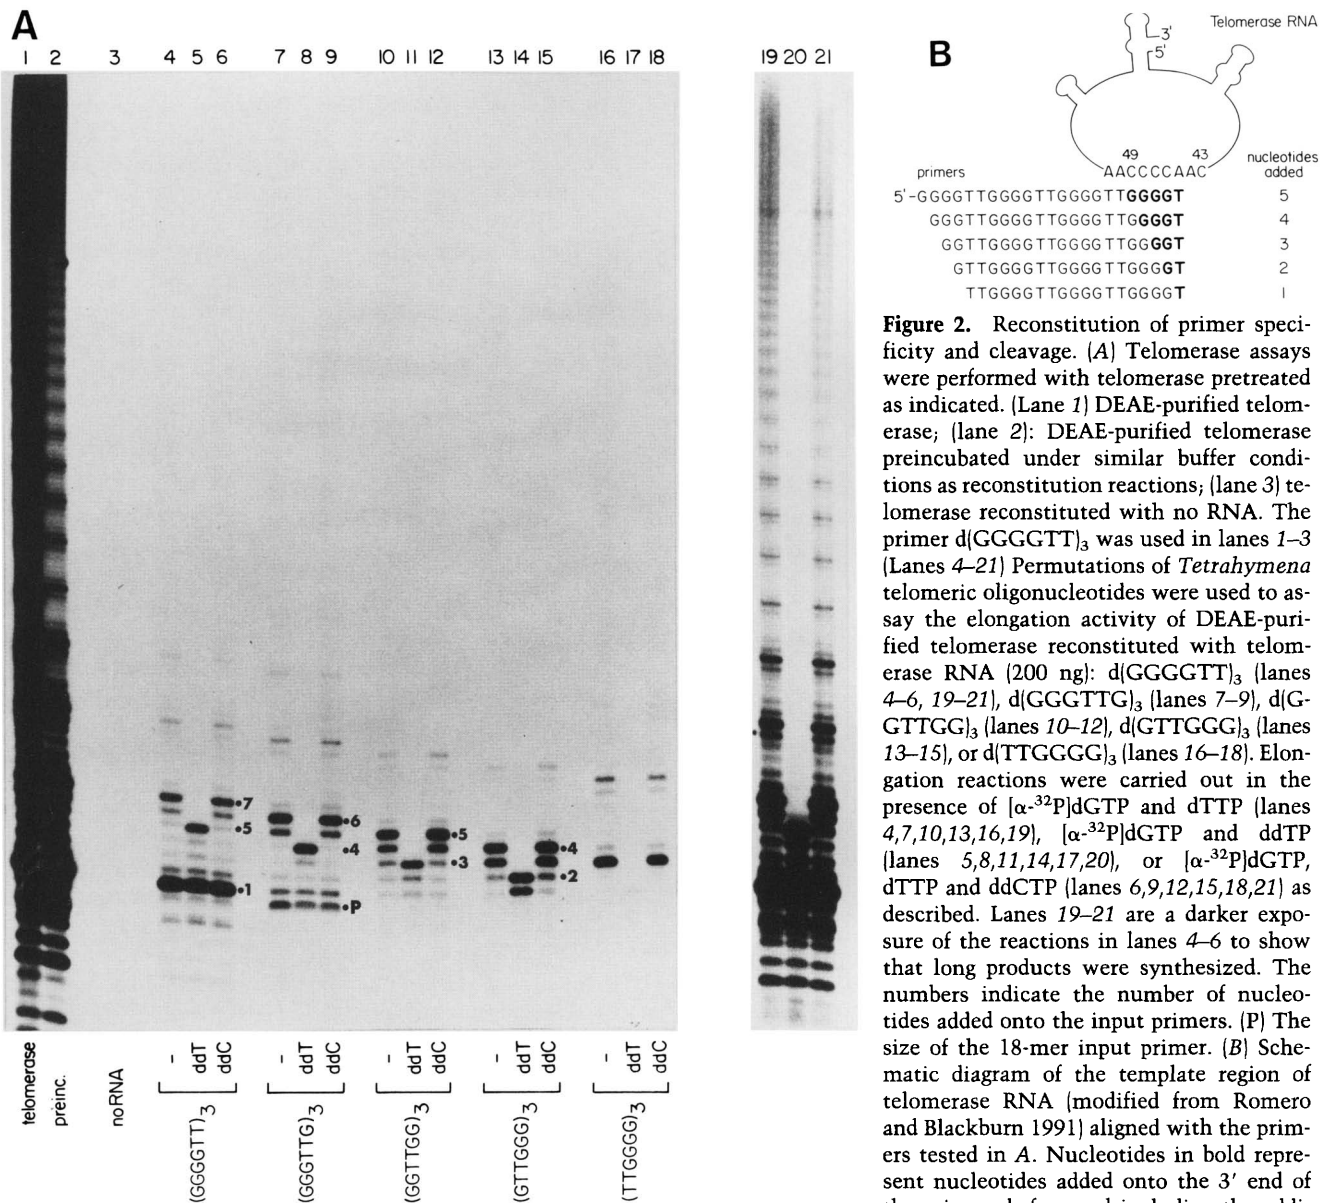 A
1 2 3 4 5 6 7 8 9 10 11 12 13 14 15 16 17 18 19 20 21
•7
•5
•1
•6
•4
•P
•5
•3
•4
•2
telomerase
preinc.
noRNA
- ddT ddC
- ddT ddC
- ddT ddC
- ddT ddC
- ddT ddC
(GGGGTT)3
(GGGTTG)3
(GGTTGG)3
(GTTGGG)3
(TTGGGG)3
B
Telomerase RNA
3'
5'
49 43
AACCCCAAC
primers
nucleotides
added
5'-GGGGTTGGGGTTGGGGTTGGGGT 5
GGGTTGGGGTTGGGGTTGGGGT 4
GGTTGGGGTTGGGGTTGGGGT 3
GTTGGGGTTGGGGTTGGGGT 2
TTGGGGTTGGGGTTGGGGT 1
Figure 2. Reconstitution of primer speci-
ficity and cleavage. (A) Telomerase assays
were performed with telomerase pretreated
as indicated. (Lane 1) DEAE-purified telom-
erase; (lane 2): DEAE-purified telomerase
preincubated under similar buffer condi-
tions as reconstitution reactions; (lane 3) te-
lomerase reconstituted with no RNA. The
primer d(GGGGTT)3 was used in lanes 1–3
(Lanes 4–21) Permutations of Tetrahymena
telomeric oligonucleotides were used to as-
say the elongation activity of DEAE-puri-
fied telomerase reconstituted with telom-
erase RNA (200 ng): d(GGGGTT)3 (lanes
4–6, 19–21), d(GGGTTG)3 (lanes 7–9), d(G-
GTTGG)3 (lanes 10–12), d(GTTGGG)3 (lanes
13–15), or d(TTGGGG)3 (lanes 16–18). Elon-
gation reactions were carried out in the
presence of [α-32P]dGTP and dTTP (lanes
4,7,10,13,16,19), [α-32P]dGTP and ddTP
(lanes 5,8,11,14,17,20), or [α-32P]dGTP,
dTTP and ddCTP (lanes 6,9,12,15,18,21) as
described. Lanes 19–21 are a darker expo-
sure of the reactions in lanes 4–6 to show
that long products were synthesized. The
numbers indicate the number of nucleo-
tides added onto the input primers. (P) The
size of the 18-mer input primer. (B) Sche-
matic diagram of the template region of
telomerase RNA (modified from Romero
and Blackburn 1991) aligned with the prim-
ers tested in A. Nucleotides in bold repre-
sent nucleotides added onto the 3' end of